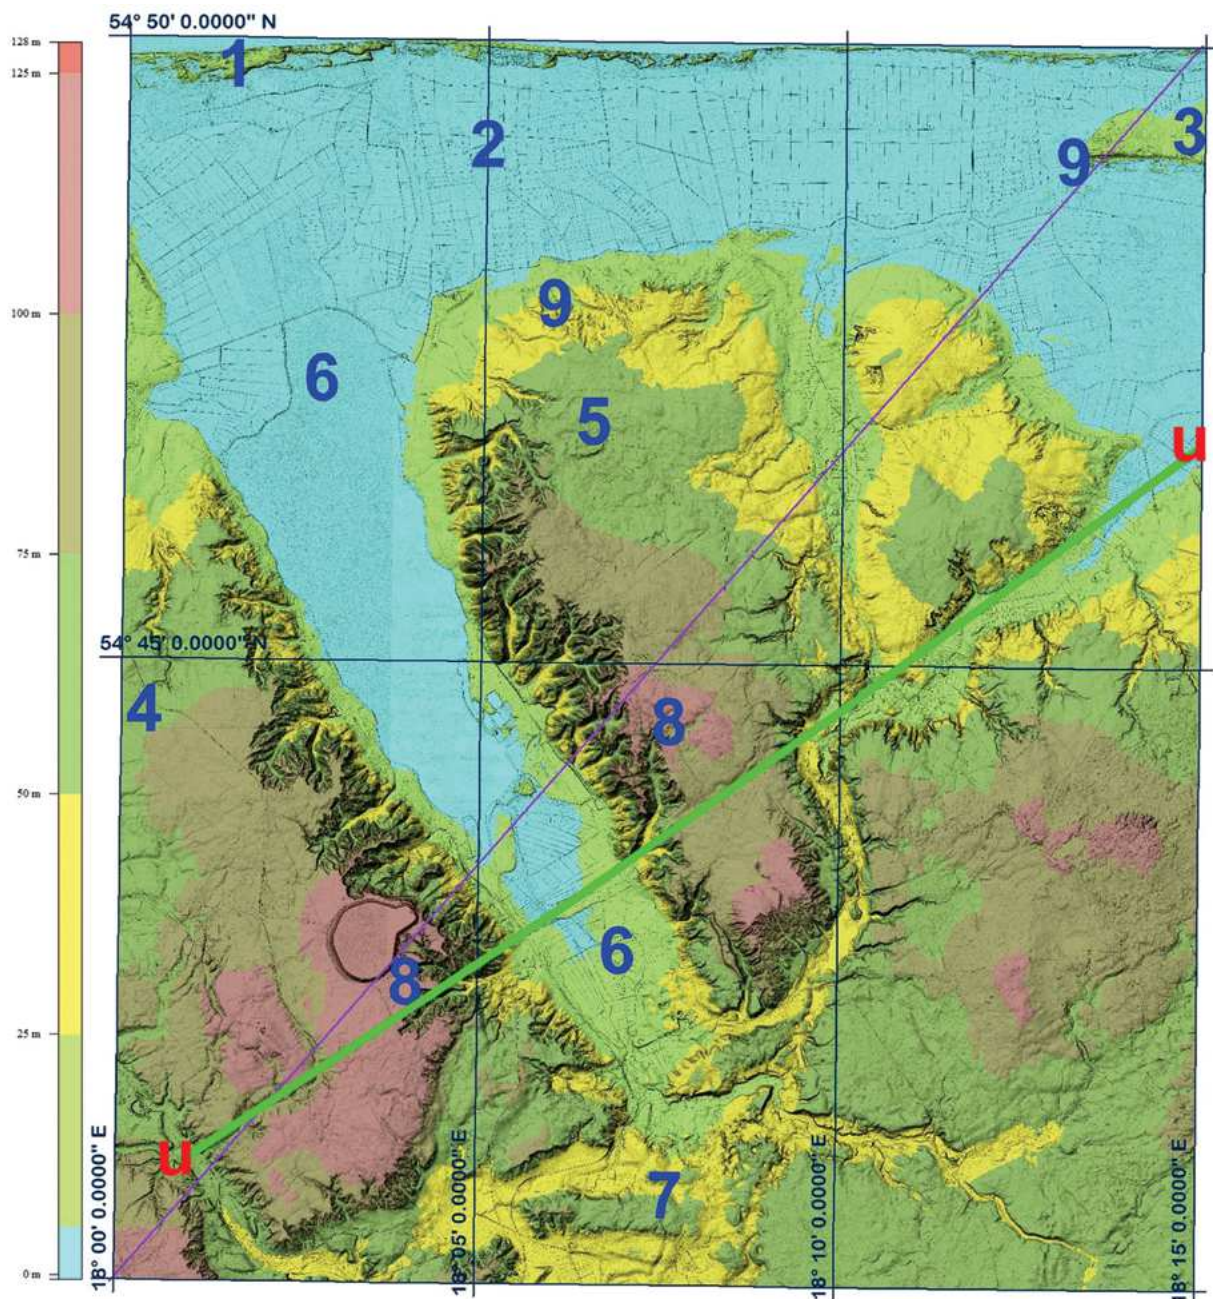 54° 50' 0.0000" N
128 m
125 m
1
2
3
9
9
100 m
6
5
u
75 m
54° 45' 0.0000" N
4
8
50 m
6
8
25 m
u
7
0 m
18° 00' 0.0000" E
18° 05' 0.0000" E
18° 10' 0.0000" E
18° 15' 0.0000" E